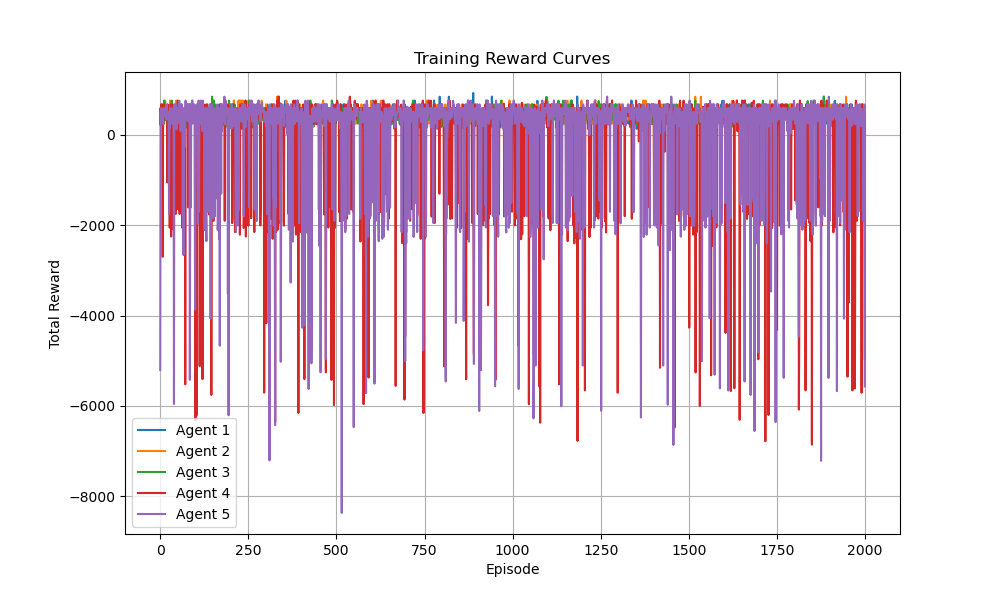 Training Reward Curves
Total Reward
0
−2000
−4000
−6000
−8000
Agent 1
Agent 2
Agent 3
Agent 4
Agent 5
0 250 500 750 1000 1250 1500 1750 2000
Episode